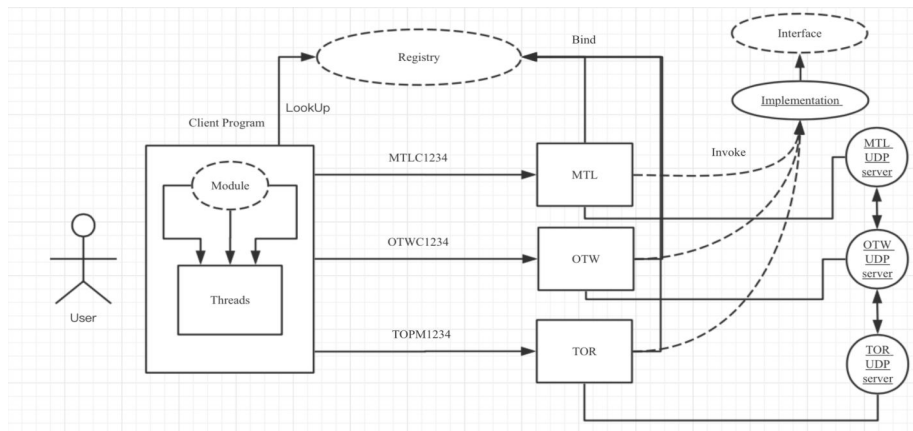 Bind
Interface
Registry
LookUp
Implementation
Client Program
MTLC1234
Invoke
MTL
UDP
server
Module
MTL
OTWC1234
OTW
UDP
server
OTW
Threads
User
TOPM1234
TOR
TOR
UDP
server